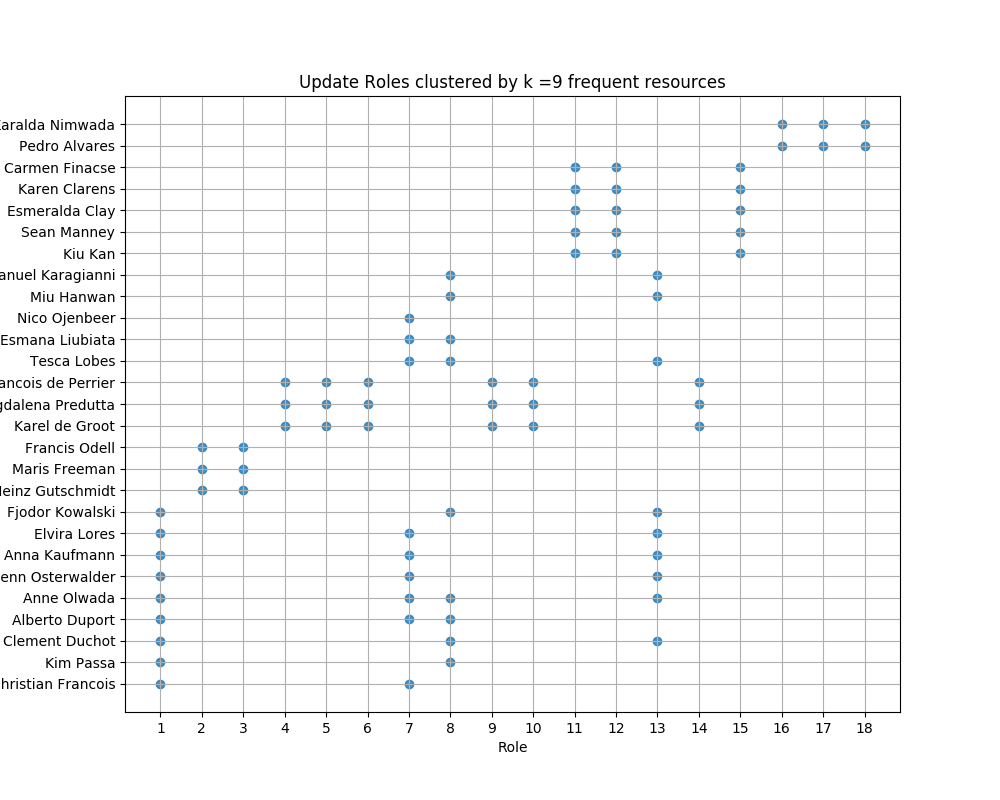 Update Roles clustered by k =9 frequent resources
Karalda Nimwada
Pedro Alvares
Carmen Finacse
Karen Clarens
Esmeralda Clay
Sean Manney
Kiu Kan
anuel Karagianni
Miu Hanwan
Nico Ojenbeer
Esmana Liubiata
Tesca Lobes
ancois de Perrier
gdalena Predutta
Karel de Groot
Francis Odell
Maris Freeman
Heinz Gutschmidt
Fjodor Kowalski
Elvira Lores
Anna Kaufmann
enn Osterwalder
Anne Olwada
Alberto Duport
Clement Duchot
Kim Passa
hristian Francois
1 2 3 4 5 6 7 8 9 10 11 12 13 14 15 16 17 18
Role